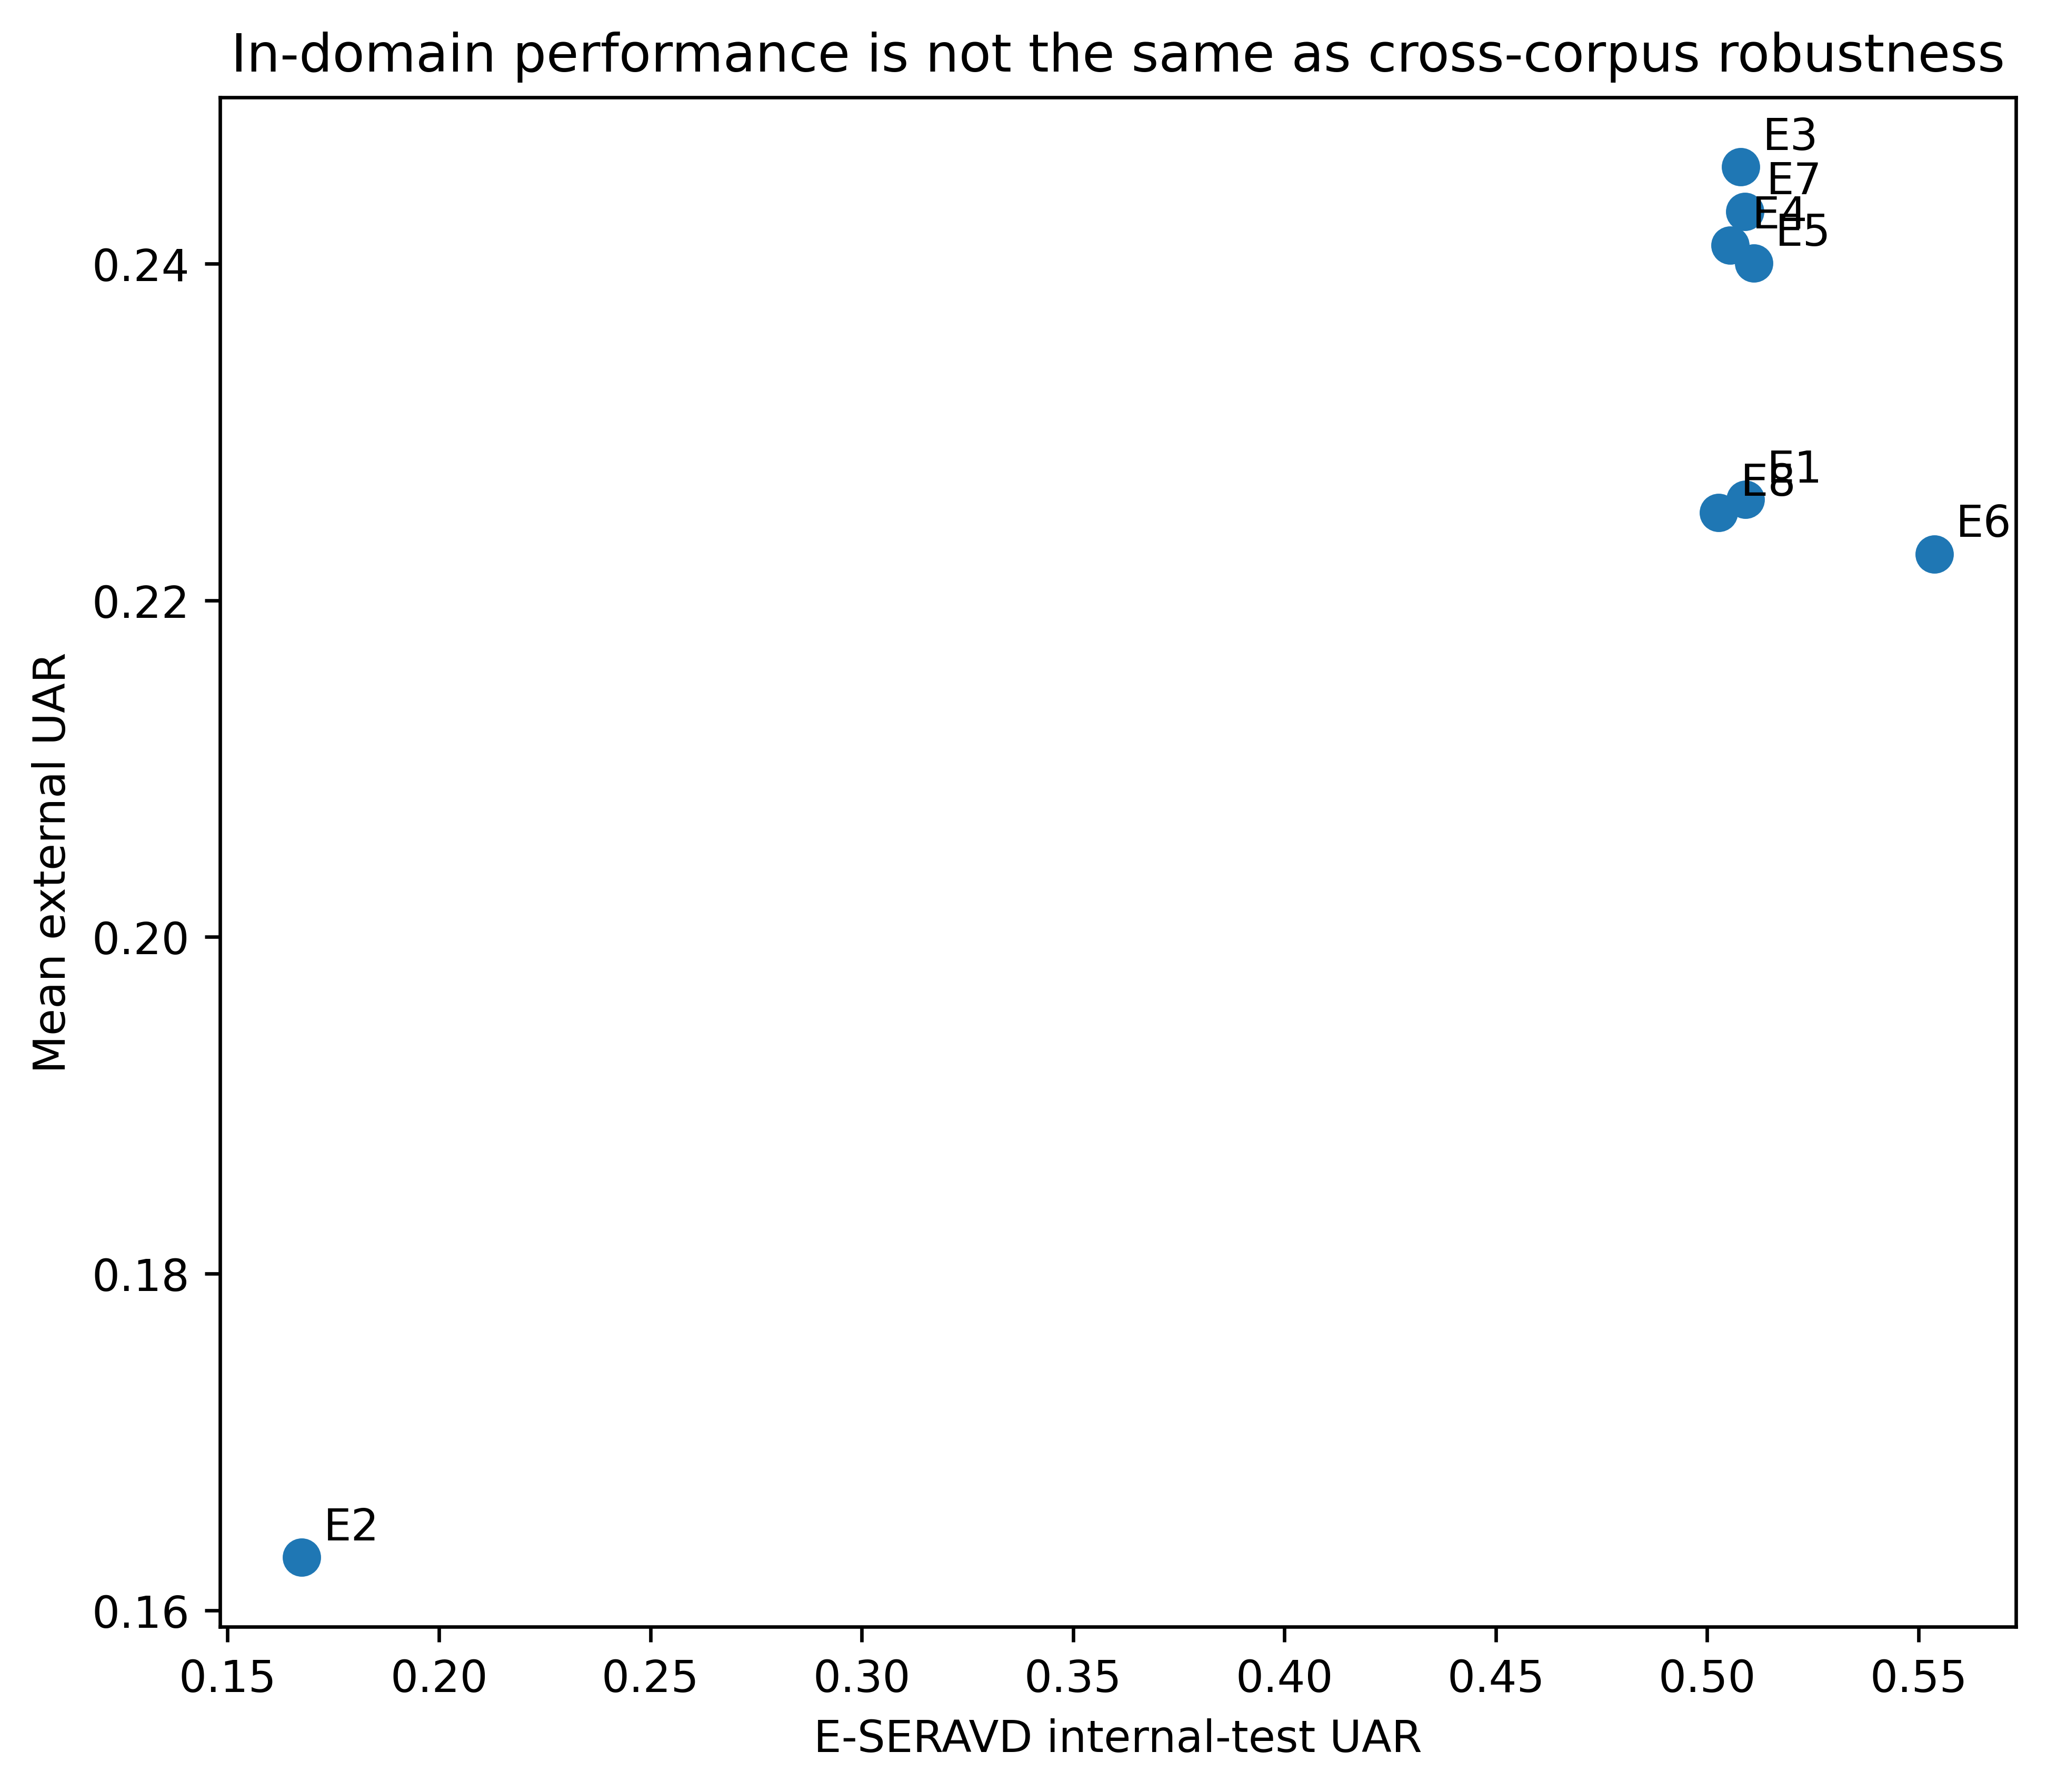 In-domain performance is not the same as cross-corpus robustness
E3
E7
E4
E5
0.24
E1
E8
E6
0.22
Mean external UAR
0.20
0.18
E2
0.16
0.15 0.20 0.25 0.30 0.35 0.40 0.45 0.50 0.55
E-SERAVD internal-test UAR